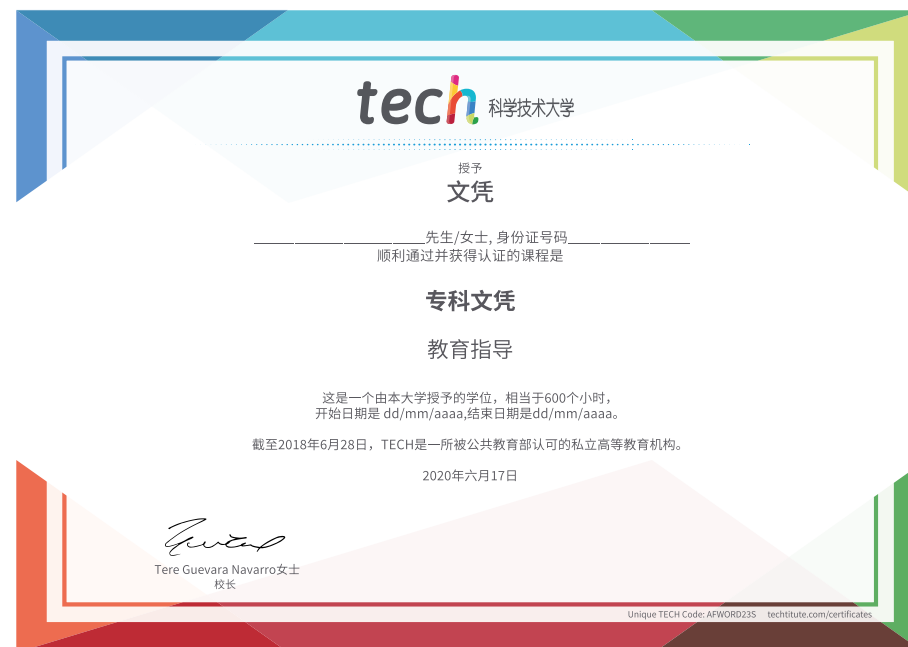 tech 科学技术大学
授予
文凭
先生/女士, 身份证号码
顺利通过并获得认证的课程是
专科文凭
教育指导
这是一个由本大学授予的学位，相当于600个小时，
开始日期是 dd/mm/aaaa,结束日期是dd/mm/aaaa。
截至2018年6月28日，TECH是一所被公共教育部认可的私立高等教育机构。
2020年六月17日
Tere Guevara Navarro女士
校长
Unique TECH Code: AFWORD23S techtitute.com/certificates